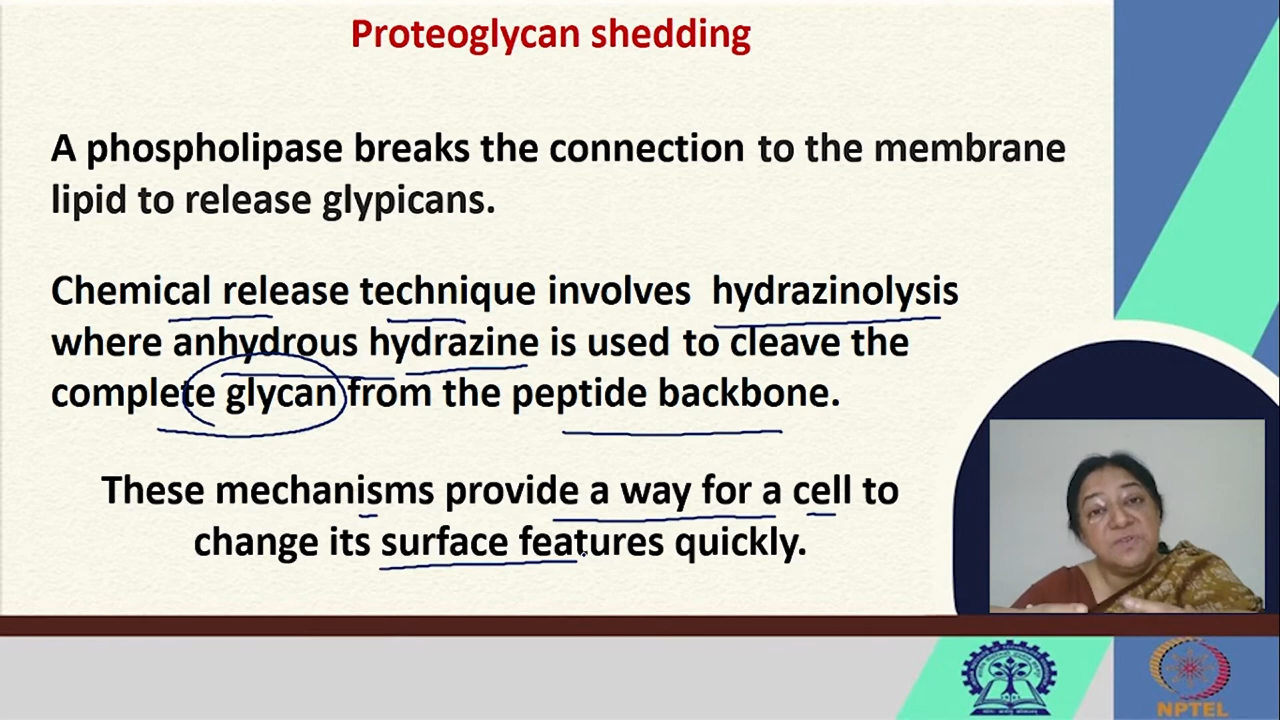 Proteoglycan shedding
A phospholipase breaks the connection to the membrane
lipid to release glypicans.
Chemical release technique involves hydrazinolysis
where anhydrous hydrazine is used to cleave the
complete glycan from the peptide backbone.
These mechanisms provide a way for a cell to
change its surface features quickly.
NPTEL